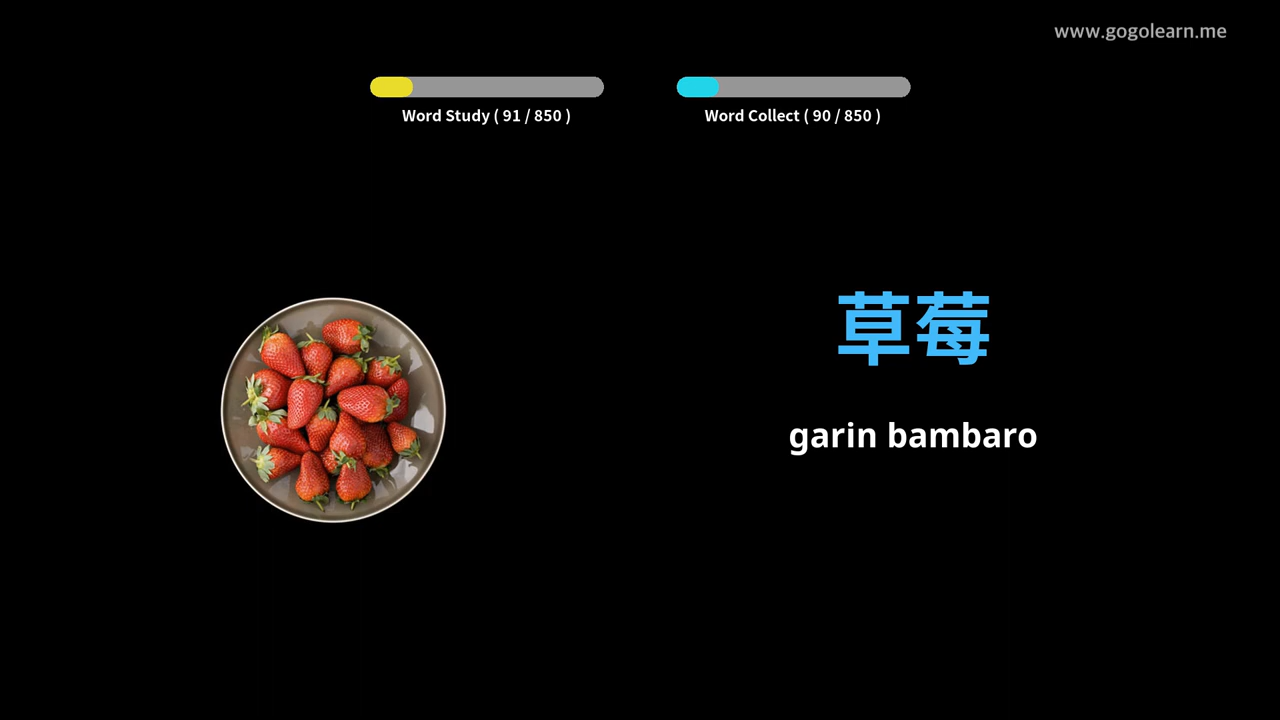 www.gogolearn.me
Word Study ( 91 / 850 )
Word Collect ( 90 / 850 )
草莓
garin bambaro